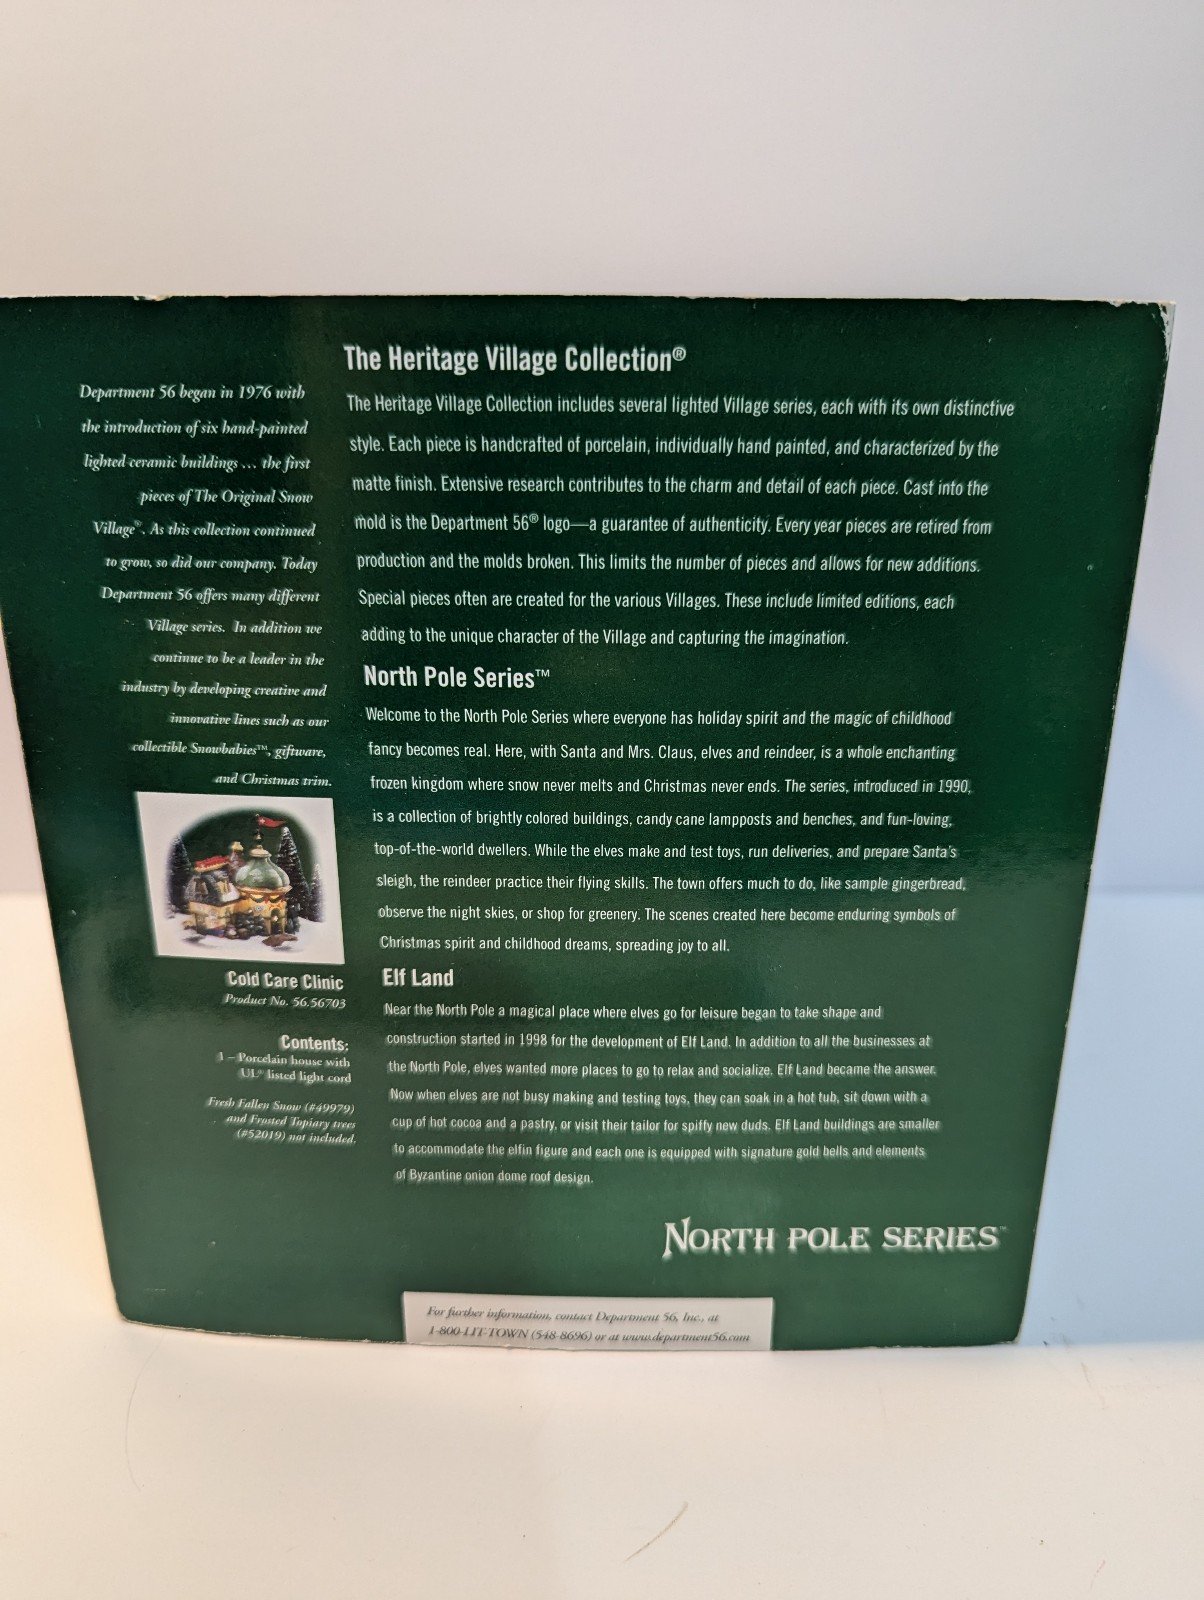 Department 56 began in 1976 with
the introduction of six hand-painted
lighted ceramic buildings ... the first
pieces of The Original Snow
Village®. As this collection continued
to grow, so did our company. Today
Department 56 offers many different
Village series. In addition we
continue to be a leader in the
industry by developing creative and
innovative lines such as our
collectible Snowbabies™, giftware,
and Christmas trim.
Cold Care Clinic
Product No. 56.56703
Contents:
1 – Porcelain house with
UL® listed light cord
Fresh Fallen Snow (#49979)
and Frosted Topiary trees
(#52019) not included.
The Heritage Village Collection®
The Heritage Village Collection includes several lighted Village series, each with its own distinctive
style. Each piece is handcrafted of porcelain, individually hand painted, and characterized by the
matte finish. Extensive research contributes to the charm and detail of each piece. Cast into the
mold is the Department 56® logo—a guarantee of authenticity. Every year pieces are retired from
production and the molds broken. This limits the number of pieces and allows for new additions.
Special pieces often are created for the various Villages. These include limited editions, each
adding to the unique character of the Village and capturing the imagination.
North Pole Series™
Welcome to the North Pole Series where everyone has holiday spirit and the magic of childhood
fancy becomes real. Here, with Santa and Mrs. Claus, elves and reindeer, is a whole enchanting
frozen kingdom where snow never melts and Christmas never ends. The series, introduced in 1990,
is a collection of brightly colored buildings, candy cane lampposts and benches, and fun-loving,
top-of-the-world dwellers. While the elves make and test toys, run deliveries, and prepare Santa's
sleigh, the reindeer practice their flying skills. The town offers much to do, like sample gingerbread,
observe the night skies, or shop for greenery. The scenes created here become enduring symbols of
Christmas spirit and childhood dreams, spreading joy to all.
Elf Land
Near the North Pole a magical place where elves go for leisure began to take shape and
construction started in 1998 for the development of Elf Land. In addition to all the businesses at
the North Pole, elves wanted more places to go to relax and socialize. Elf Land became the answer.
Now when elves are not busy making and testing toys, they can soak in a hot tub, sit down with a
cup of hot cocoa and a pastry, or visit their tailor for spiffy new duds. Elf Land buildings are smaller
to accommodate the elfin figure and each one is equipped with signature gold bells and elements
of Byzantine onion dome roof design.
NORTH POLE SERIES™
For further information, contact Department 56, Inc., at
1-800-LIT-TOWN (548-8696) or at www.department56.com